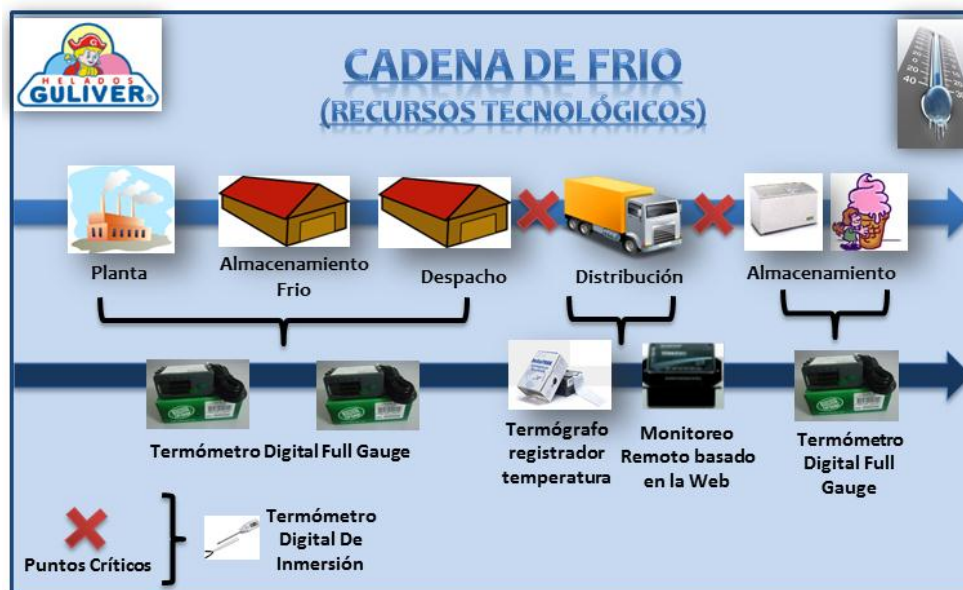 HELADOS
GULIVER®
CADENA DE FRIO
(RECURSOS TECNOLÓGICOS)
Planta
Almacenamiento
Frio
Despacho
Distribución
Almacenamiento
Termómetro Digital Full Gauge
Termógrafo
registrador
temperatura
Monitoreo
Remoto basado
en la Web
Termómetro
Digital Full
Gauge
Puntos Críticos
Termómetro
Digital De
Inmersión